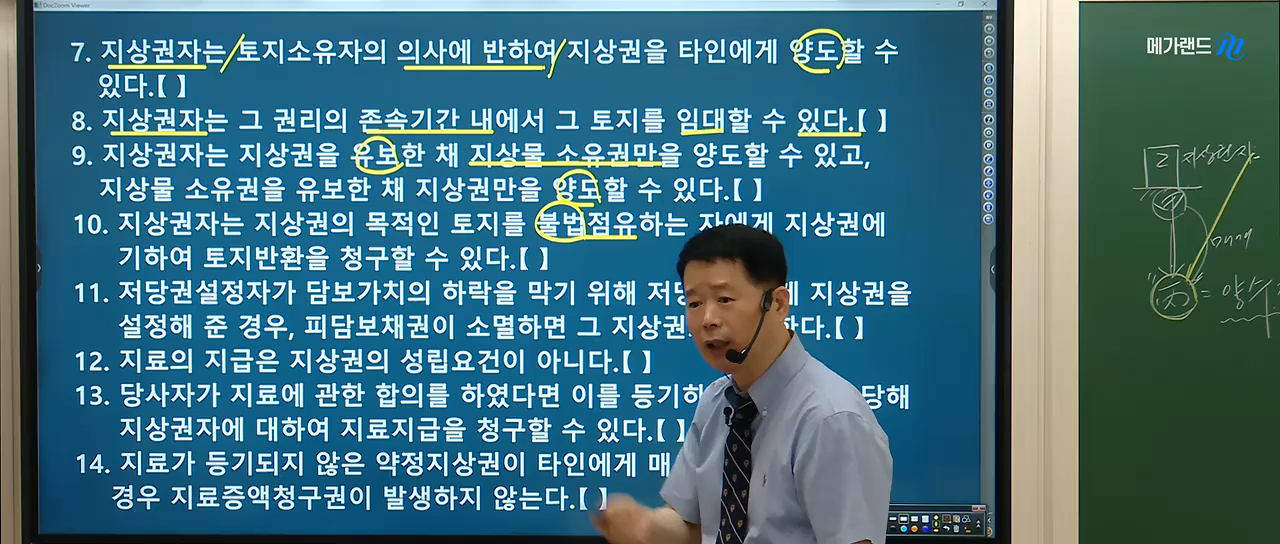 DocZoom Viewer
메가랜드
7. 지상권자는 토지소유자의 의사에 반하여 지상권을 타인에게 양도할 수
있다.【 】
8. 지상권자는 그 권리의 존속기간 내에서 그 토지를 임대할 수 있다.【 】
9. 지상권자는 지상권을 유보한 채 지상물 소유권만을 양도할 수 있고,
지상물 소유권을 유보한 채 지상권만을 양도할 수 있다.【 】
10. 지상권자는 지상권의 목적인 토지를 불법점유하는 자에게 지상권에
기하여 토지반환을 청구할 수 있다.【 】
11. 저당권설정자가 담보가치의 하락을 막기 위해 저당 지상권을
설정해 준 경우, 피담보채권이 소멸하면 그 지상권 한다.【 】
12. 지료의 지급은 지상권의 성립요건이 아니다.【 】
13. 당사자가 지료에 관한 합의를 하였다면 이를 등기하 당해
지상권자에 대하여 지료지급을 청구할 수 있다.【 】
14. 지료가 등기되지 않은 약정지상권이 타인에게 매
경우 지료증액청구권이 발생하지 않는다.【 】
지상권자
매매